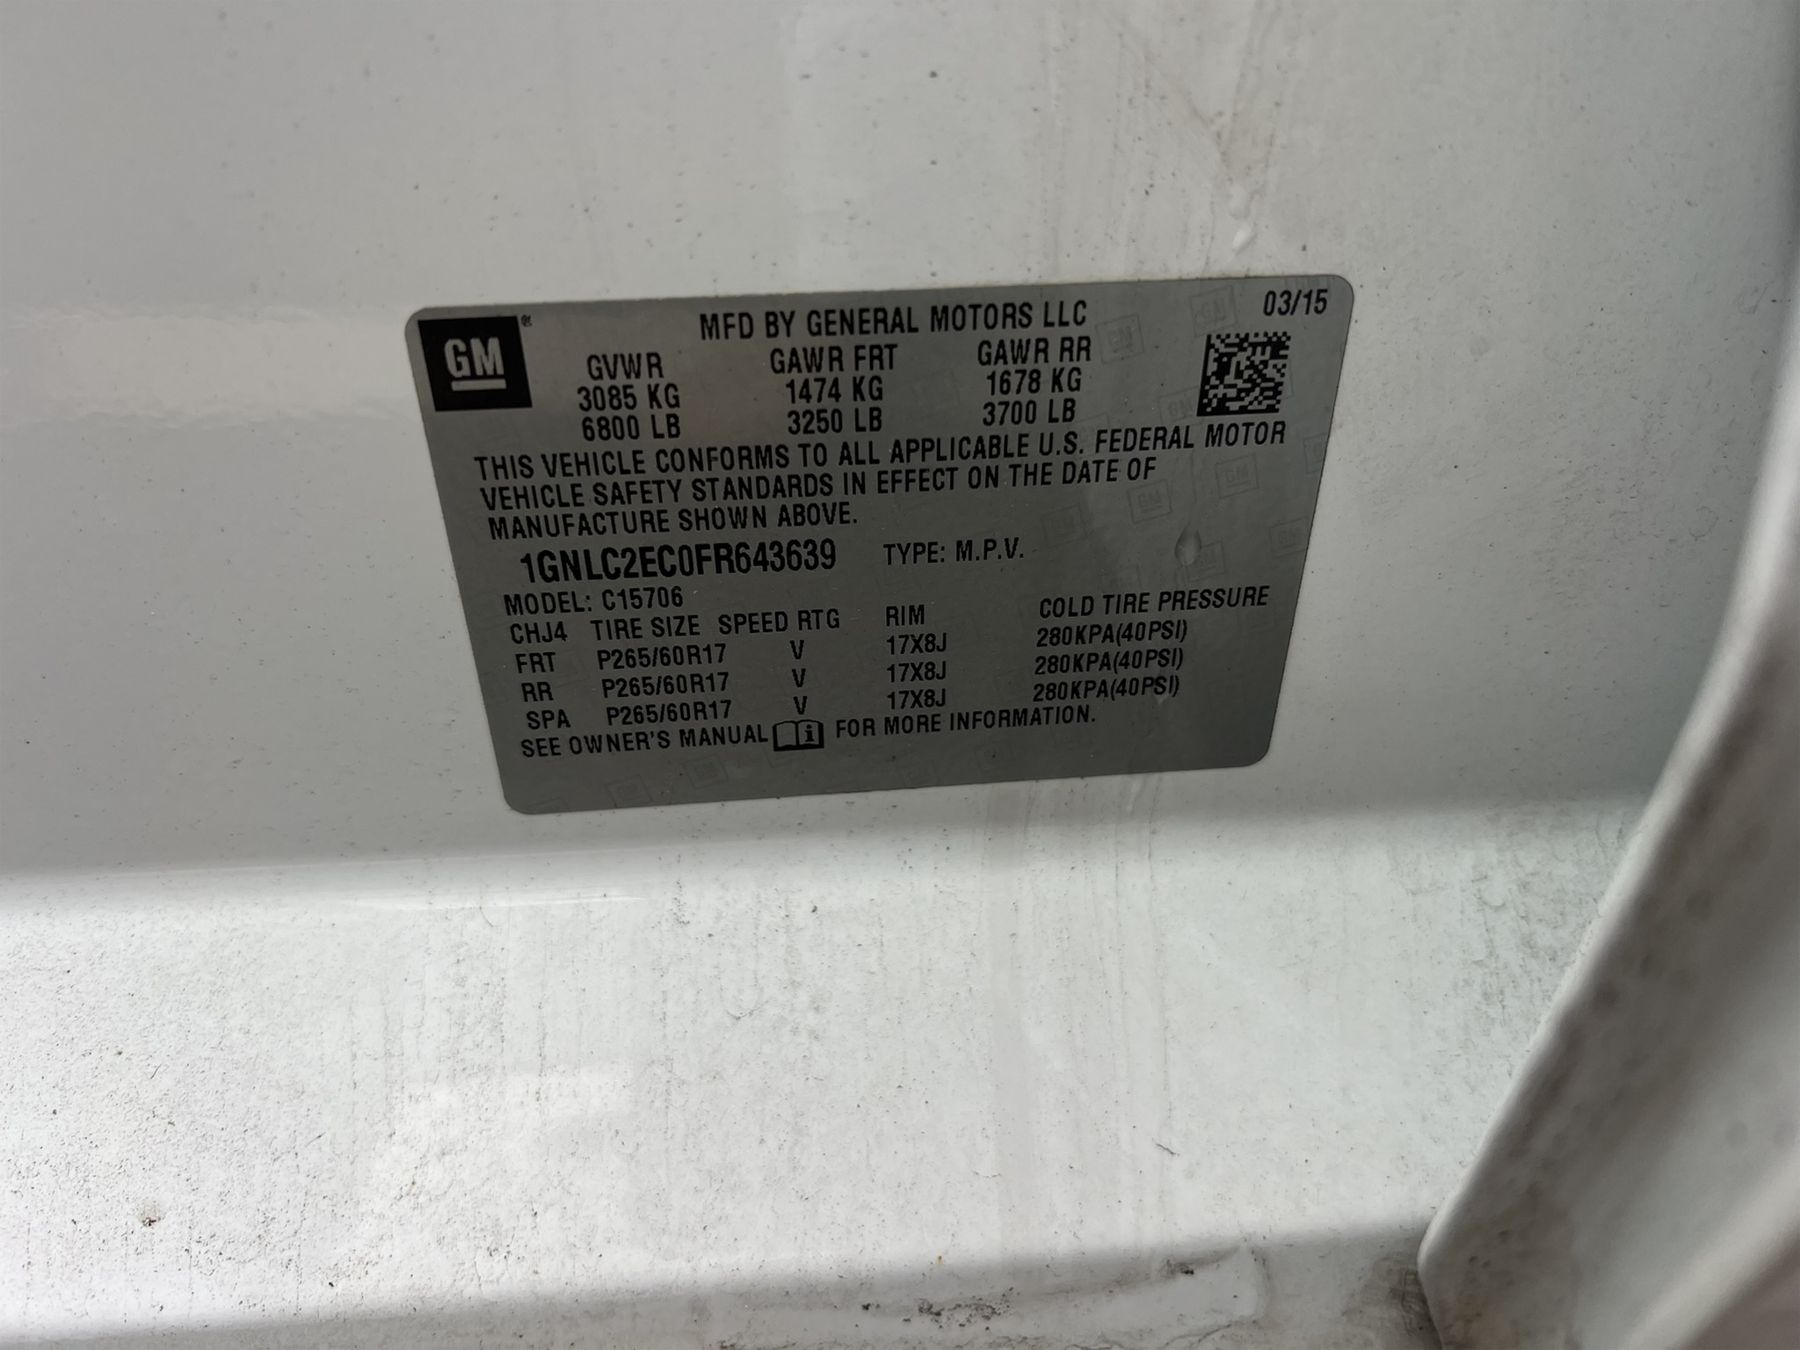 GM
MFD BY GENERAL MOTORS LLC 03/15
GVWR GAWR FRT GAWR RR
3085 KG 1474 KG 1678 KG
6800 LB 3250 LB 3700 LB
THIS VEHICLE CONFORMS TO ALL APPLICABLE U.S. FEDERAL MOTOR
VEHICLE SAFETY STANDARDS IN EFFECT ON THE DATE OF
MANUFACTURE SHOWN ABOVE.
1GNLC2EC0FR643639 TYPE: M.P.V.
MODEL: C15706
CHJ4 TIRE SIZE SPEED RTG RIM COLD TIRE PRESSURE
FRT P265/60R17 V 17X8J 280KPA(40PSI)
RR P265/60R17 V 17X8J 280KPA(40PSI)
SPA P265/60R17 V 17X8J 280KPA(40PSI)
SEE OWNER'S MANUAL i FOR MORE INFORMATION.